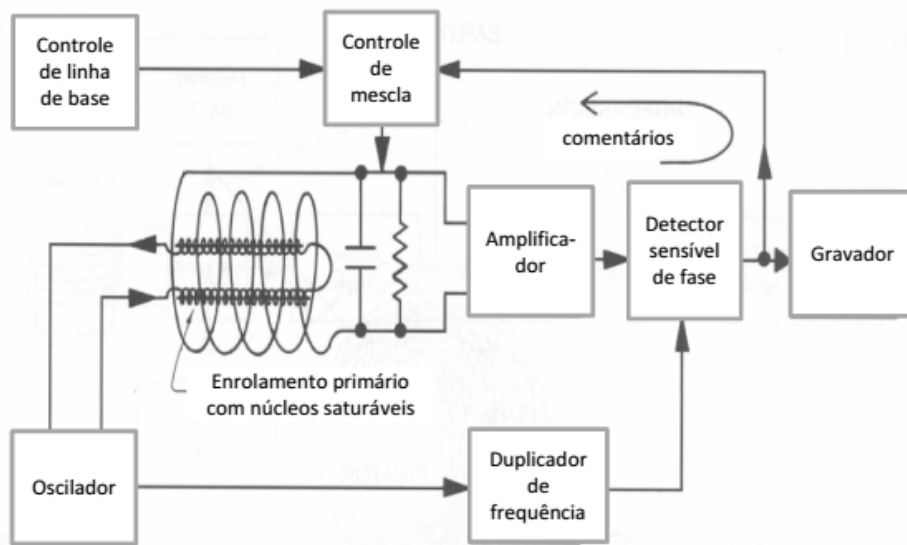 Controle
de linha
de base
Controle
de
mescla
comentários
Amplifica-
dor
Detector
sensível
de fase
Gravador
Enrolamento primário
com núcleos saturáveis
Oscilador
Duplicador
de
frequência